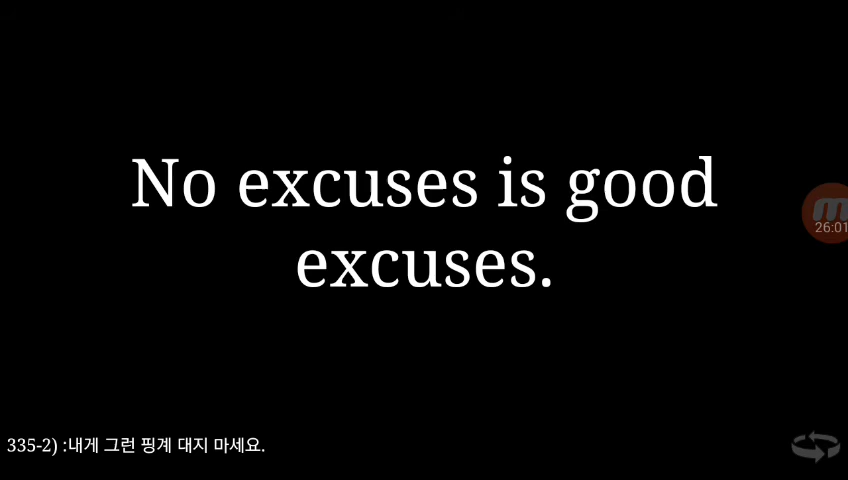 No excuses is good
excuses.
26:01
335-2) :내게 그런 핑계 대지 마세요.